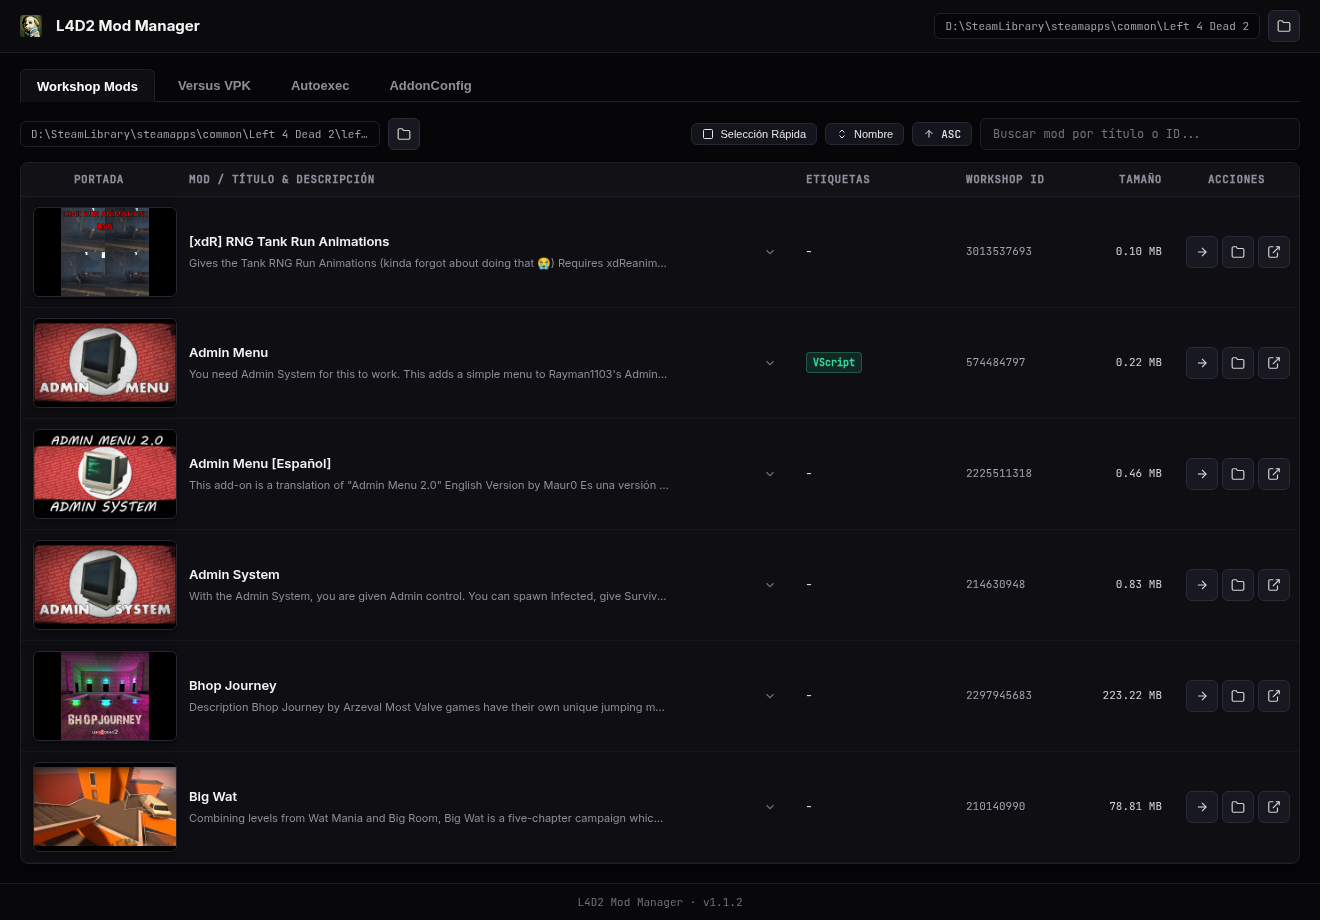 L4D2 Mod Manager
D:\SteamLibrary\steamapps\common\Left 4 Dead 2
Workshop Mods
Versus VPK
Autoexec
AddonConfig
D:\SteamLibrary\steamapps\common\Left 4 Dead 2\lef…
Selección Rápida
Nombre
ASC
Buscar mod por título o ID...
PORTADA
MOD / TÍTULO & DESCRIPCIÓN
ETIQUETAS
WORKSHOP ID
TAMAÑO
ACCIONES
[xdR] RNG Tank Run Animations
Gives the Tank RNG Run Animations (kinda forgot about doing that 😭) Requires xdReanim…
-
3013537693
0.10 MB
ADMIN MENU
Admin Menu
You need Admin System for this to work. This adds a simple menu to Rayman1103's Admin…
VScript
574484797
0.22 MB
ADMIN MENU 2.0
ADMIN SYSTEM
Admin Menu [Español]
This add-on is a translation of "Admin Menu 2.0" English Version by Maur0 Es una versión …
-
2225511318
0.46 MB
ADMIN SYSTEM
Admin System
With the Admin System, you are given Admin control. You can spawn Infected, give Surviv…
-
214630948
0.83 MB
BHOPJOURNEY
Bhop Journey
Description Bhop Journey by Arzeval Most Valve games have their own unique jumping m…
-
2297945683
223.22 MB
Big Wat
Combining levels from Wat Mania and Big Room, Big Wat is a five-chapter campaign whic…
-
210140990
78.81 MB
L4D2 Mod Manager · v1.1.2